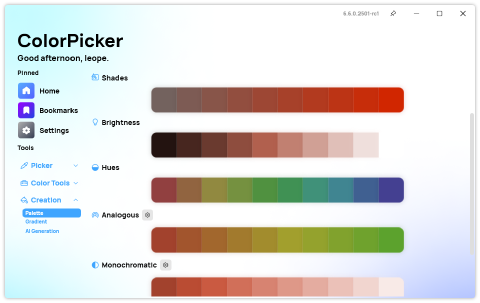 6.6.0.2601-rc1
ColorPicker
Good afternoon, leope.
Pinned
Home
Bookmarks
Settings
Tools
Picker
Color Tools
Creation
Palette
Gradient
AI Generation
Shades
Brightness
Hues
Analogous
Monochromatic